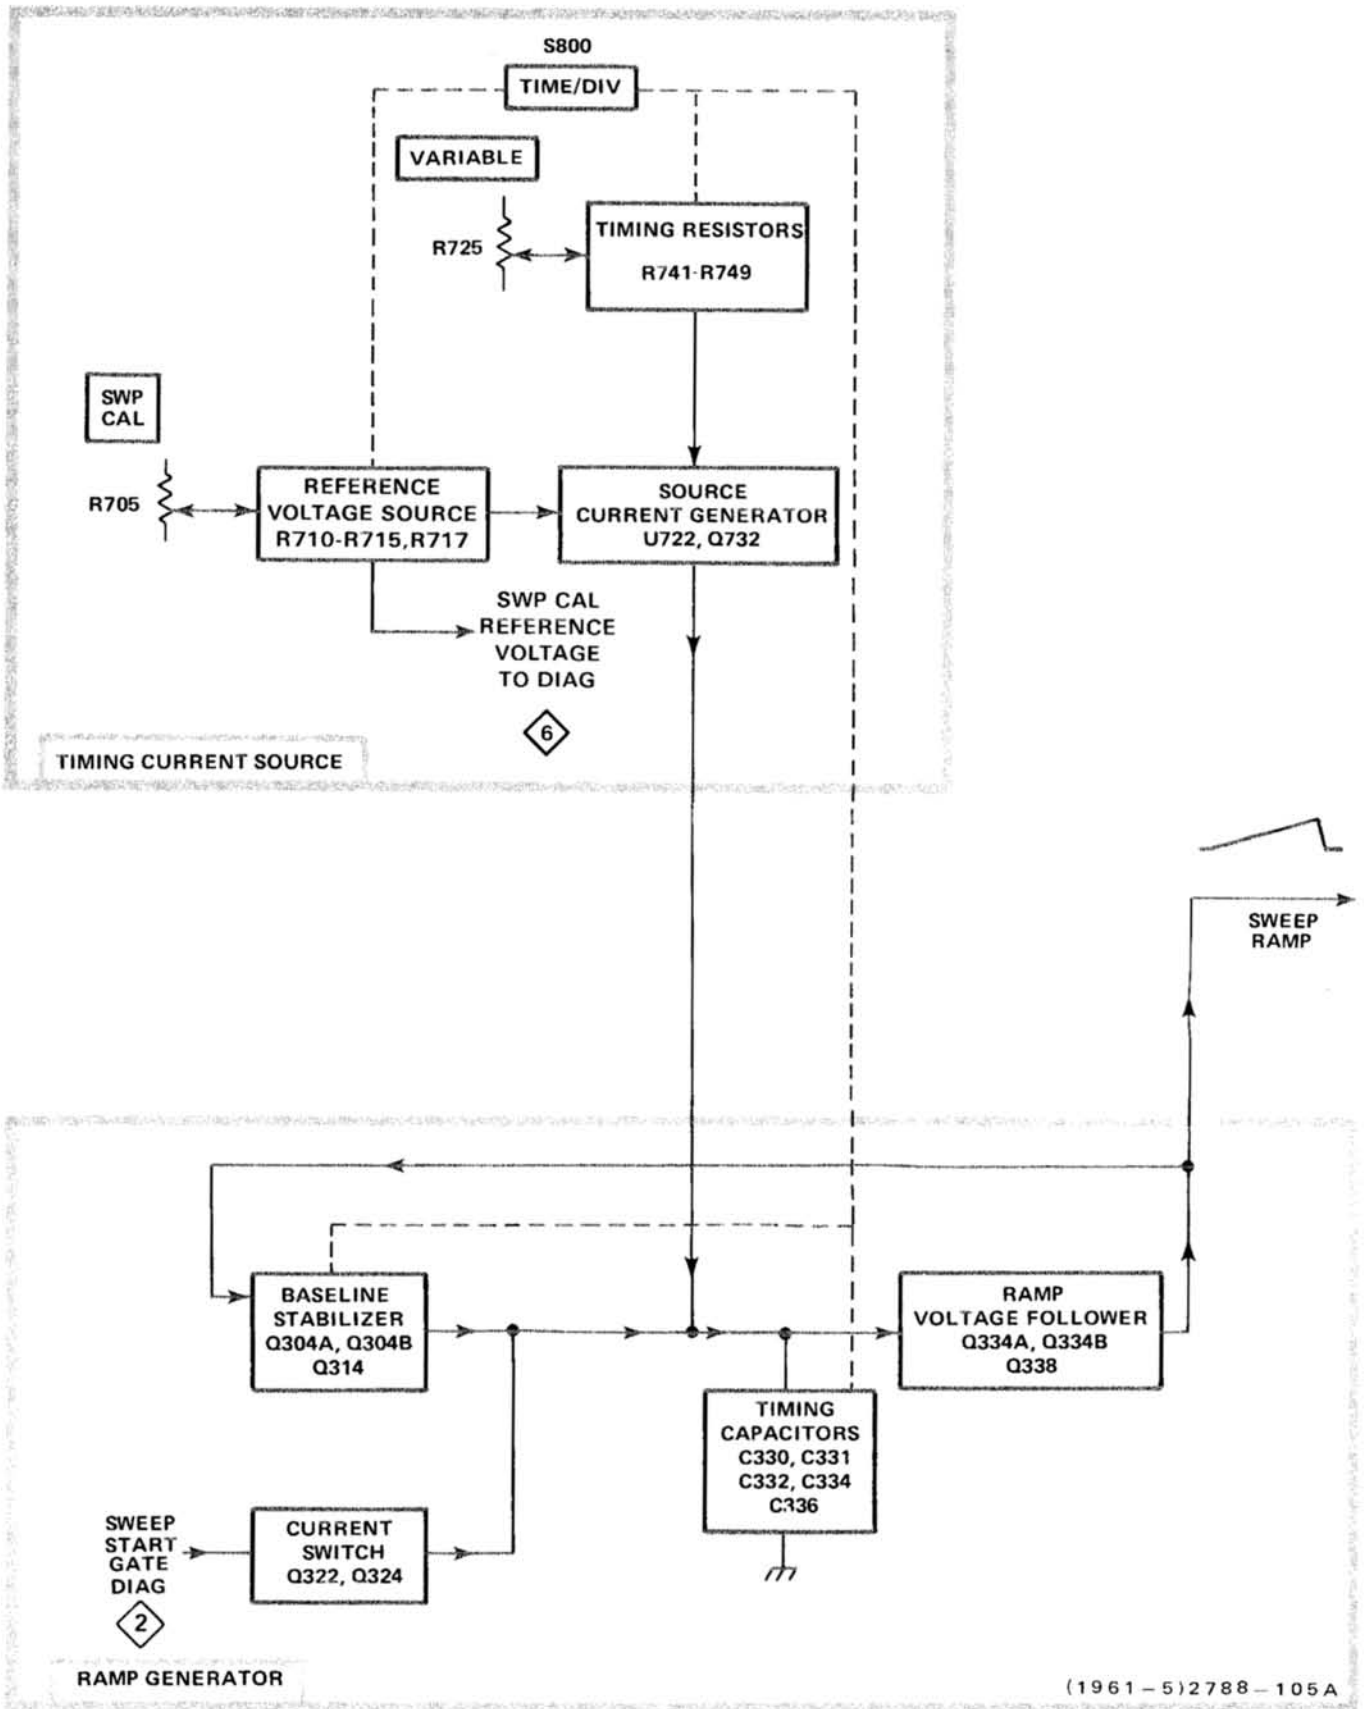 S800
TIME/DIV
VARIABLE
R725
TIMING RESISTORS
R741-R749
SWP
CAL
R705
REFERENCE
VOLTAGE SOURCE
R710-R715,R717
SOURCE
CURRENT GENERATOR
U722, Q732
SWP CAL
REFERENCE
VOLTAGE
TO DIAG
6
TIMING CURRENT SOURCE
SWEEP
RAMP
BASELINE
STABILIZER
Q304A, Q304B
Q314
RAMP
VOLTAGE FOLLOWER
Q334A, Q334B
Q338
TIMING
CAPACITORS
C330, C331
C332, C334
C336
SWEEP
START
GATE
DIAG
2
CURRENT
SWITCH
Q322, Q324
RAMP GENERATOR
(1961-5)2788-105A